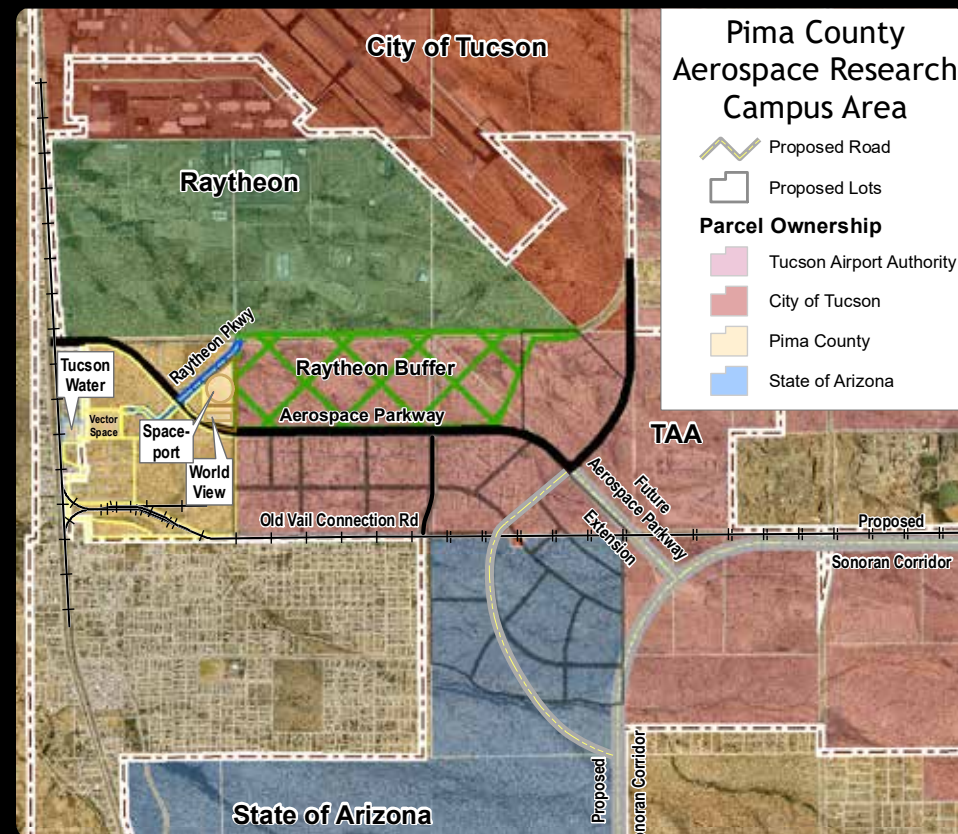 Pima County
Aerospace Research
Campus Area
Proposed Road
Proposed Lots
Parcel Ownership
Tucson Airport Authority
City of Tucson
Pima County
State of Arizona
City of Tucson
Raytheon
Raytheon Pkwy
Tucson
Water
Raytheon Buffer
Vector
Space
Aerospace Parkway
Space-
port
TAA
World
View
Future
Aerospace Parkway
Extension
Old Vail Connection Rd
Proposed
Sonoran Corridor
Proposed
onoran Corridor
State of Arizona